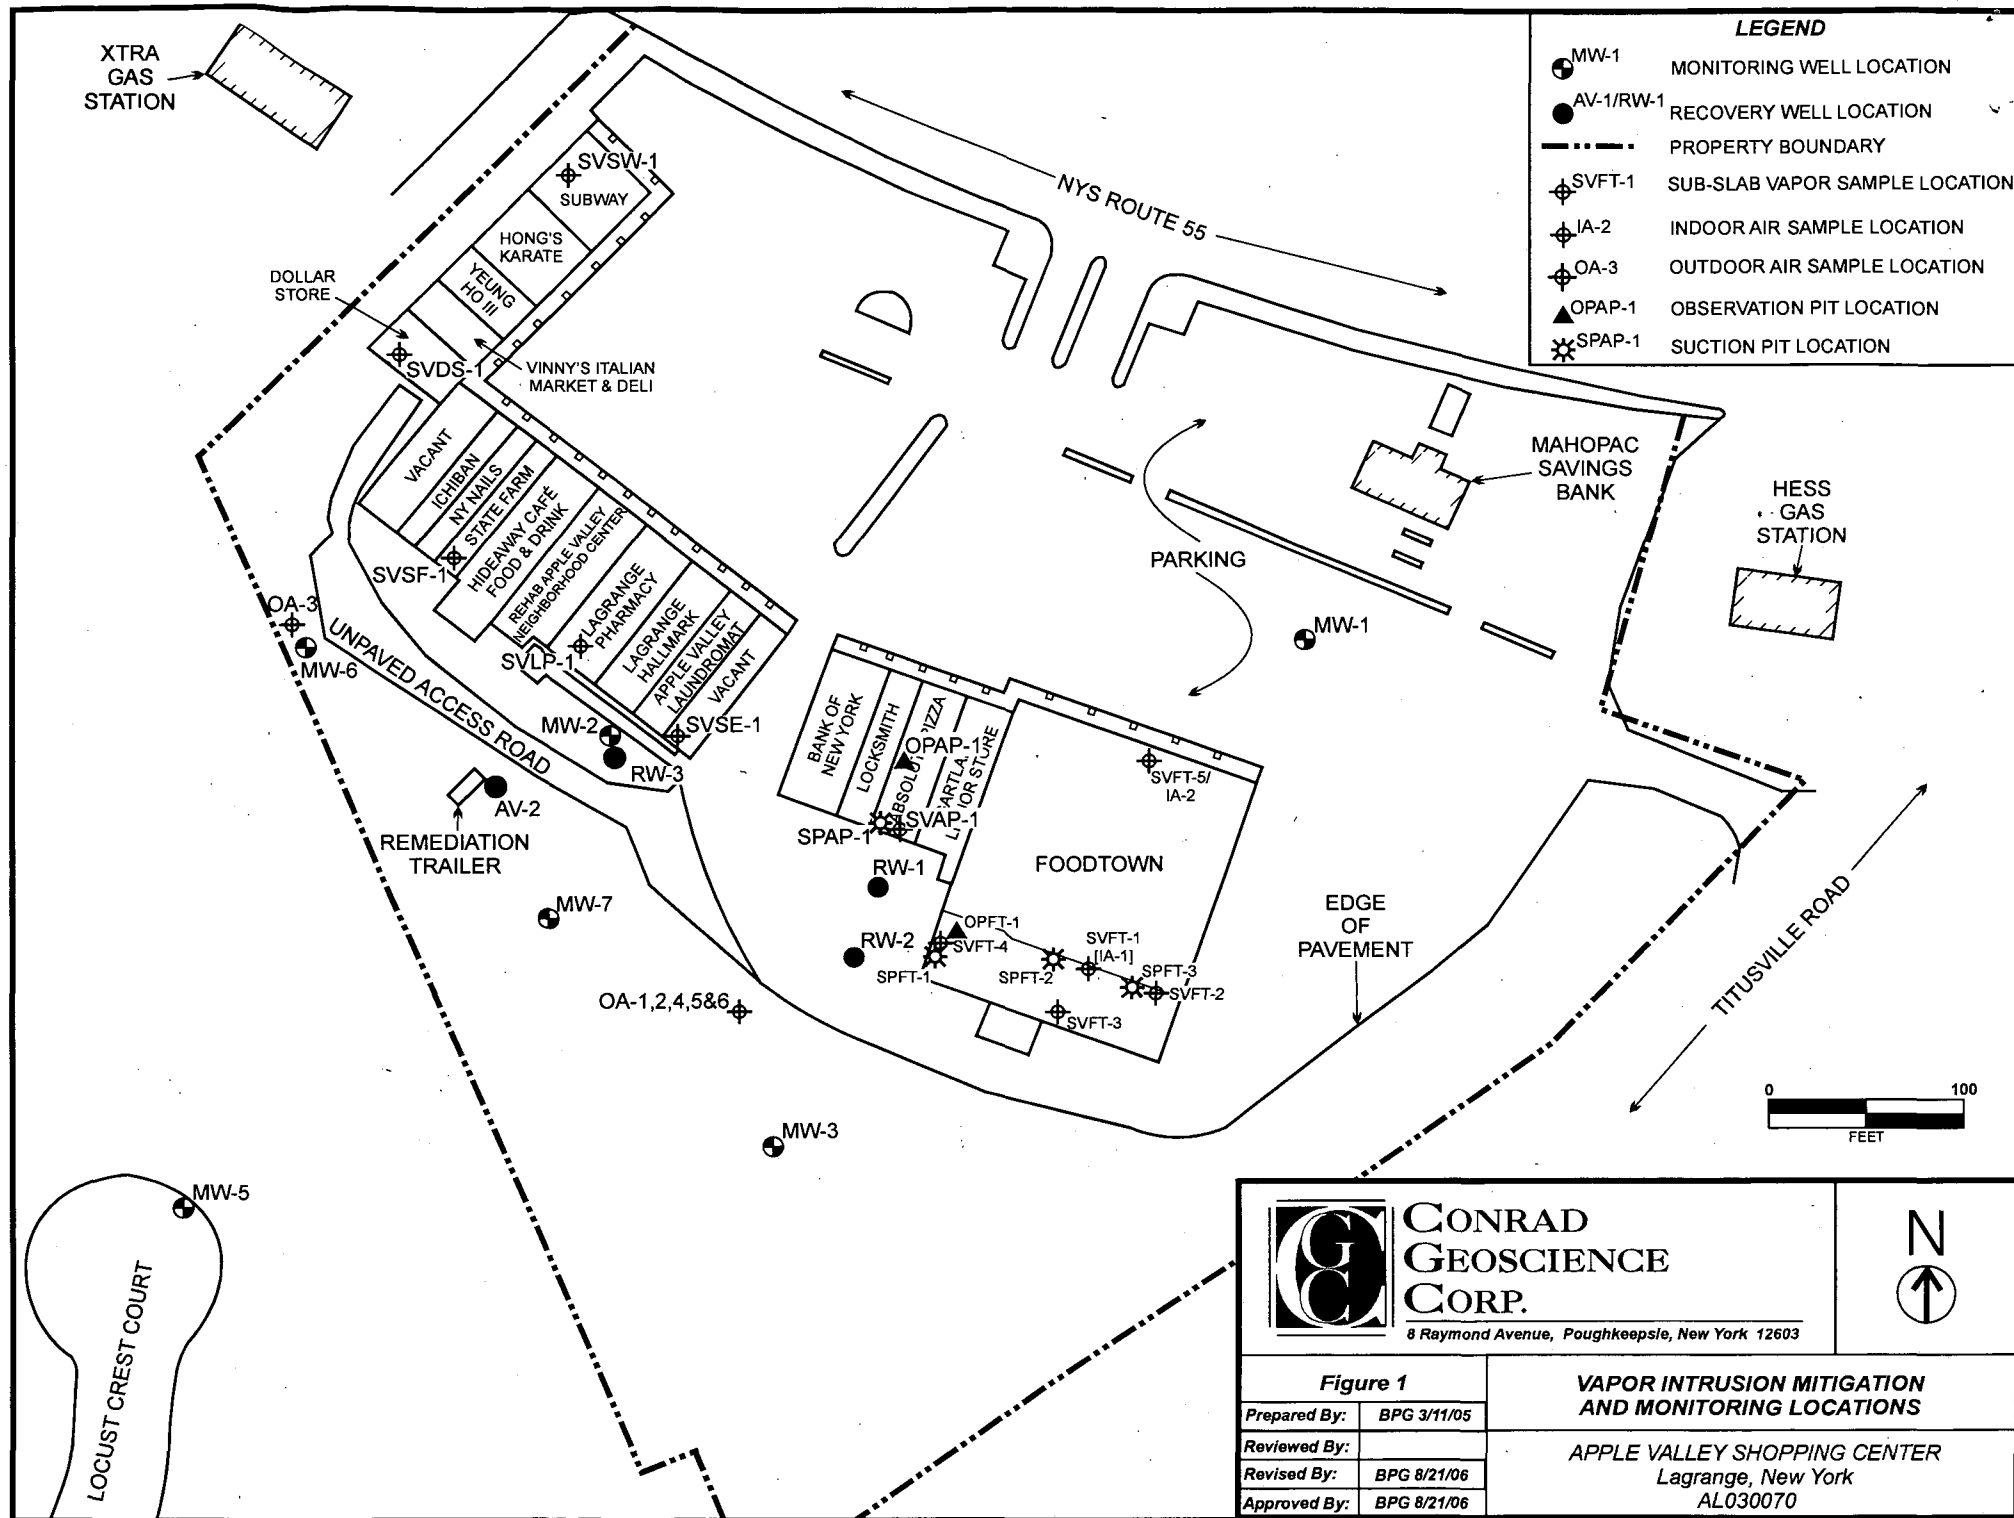 XTRA
GAS
STATION
LEGEND
MW-1 MONITORING WELL LOCATION
AV-1/RW-1 RECOVERY WELL LOCATION
PROPERTY BOUNDARY
SVFT-1 SUB-SLAB VAPOR SAMPLE LOCATION
IA-2 INDOOR AIR SAMPLE LOCATION
OA-3 OUTDOOR AIR SAMPLE LOCATION
OPAP-1 OBSERVATION PIT LOCATION
SPAP-1 SUCTION PIT LOCATION
NYS ROUTE 55
SVSW-1
SUBWAY
HONG'S
KARATE
YEUNG
HO III
DOLLAR
STORE
SVDS-1
VINNY'S ITALIAN
MARKET & DELI
VACANT
ICHIBAN
NY NAILS
STATE FARM
HIDEAWAY CAFÉ
FOOD & DRINK
REHAB APPLE VALLEY
NEIGHBORHOOD CENTER
LAGRANGE
PHARMACY
LAGRANGE
HALLMARK
APPLE VALLEY
LAUNDROMAT
VACANT
SVSF-1
OA-3
MW-6
UNPAVED ACCESS ROAD
SVLP-1
MW-2
SVSE-1
RW-3
AV-2
REMEDIATION
TRAILER
MAHOPAC
SAVINGS
BANK
HESS
GAS
STATION
PARKING
MW-1
BANK OF
NEW YORK
LOCKSMITH
PIZZA
OPAP-1
STORE
SPAP-1
SVAP-1
SVFT-5/
IA-2
FOODTOWN
RW-1
RW-2
MW-7
OPFT-1
SVFT-4
SPFT-1
SVFT-1
[IA-1]
SPFT-2
SPFT-3
SVFT-2
SVFT-3
EDGE
OF
PAVEMENT
TITUSVILLE ROAD
OA-1,2,4,5&6
MW-3
MW-5
LOCUST CREST COURT
0 100
FEET
CONRAD
GEOSCIENCE
CORP.
8 Raymond Avenue, Poughkeepsie, New York 12603
N
Figure 1
VAPOR INTRUSION MITIGATION
AND MONITORING LOCATIONS
Prepared By: BPG 3/11/05
Reviewed By:
Revised By: BPG 8/21/06
Approved By: BPG 8/21/06
APPLE VALLEY SHOPPING CENTER
Lagrange, New York
AL030070